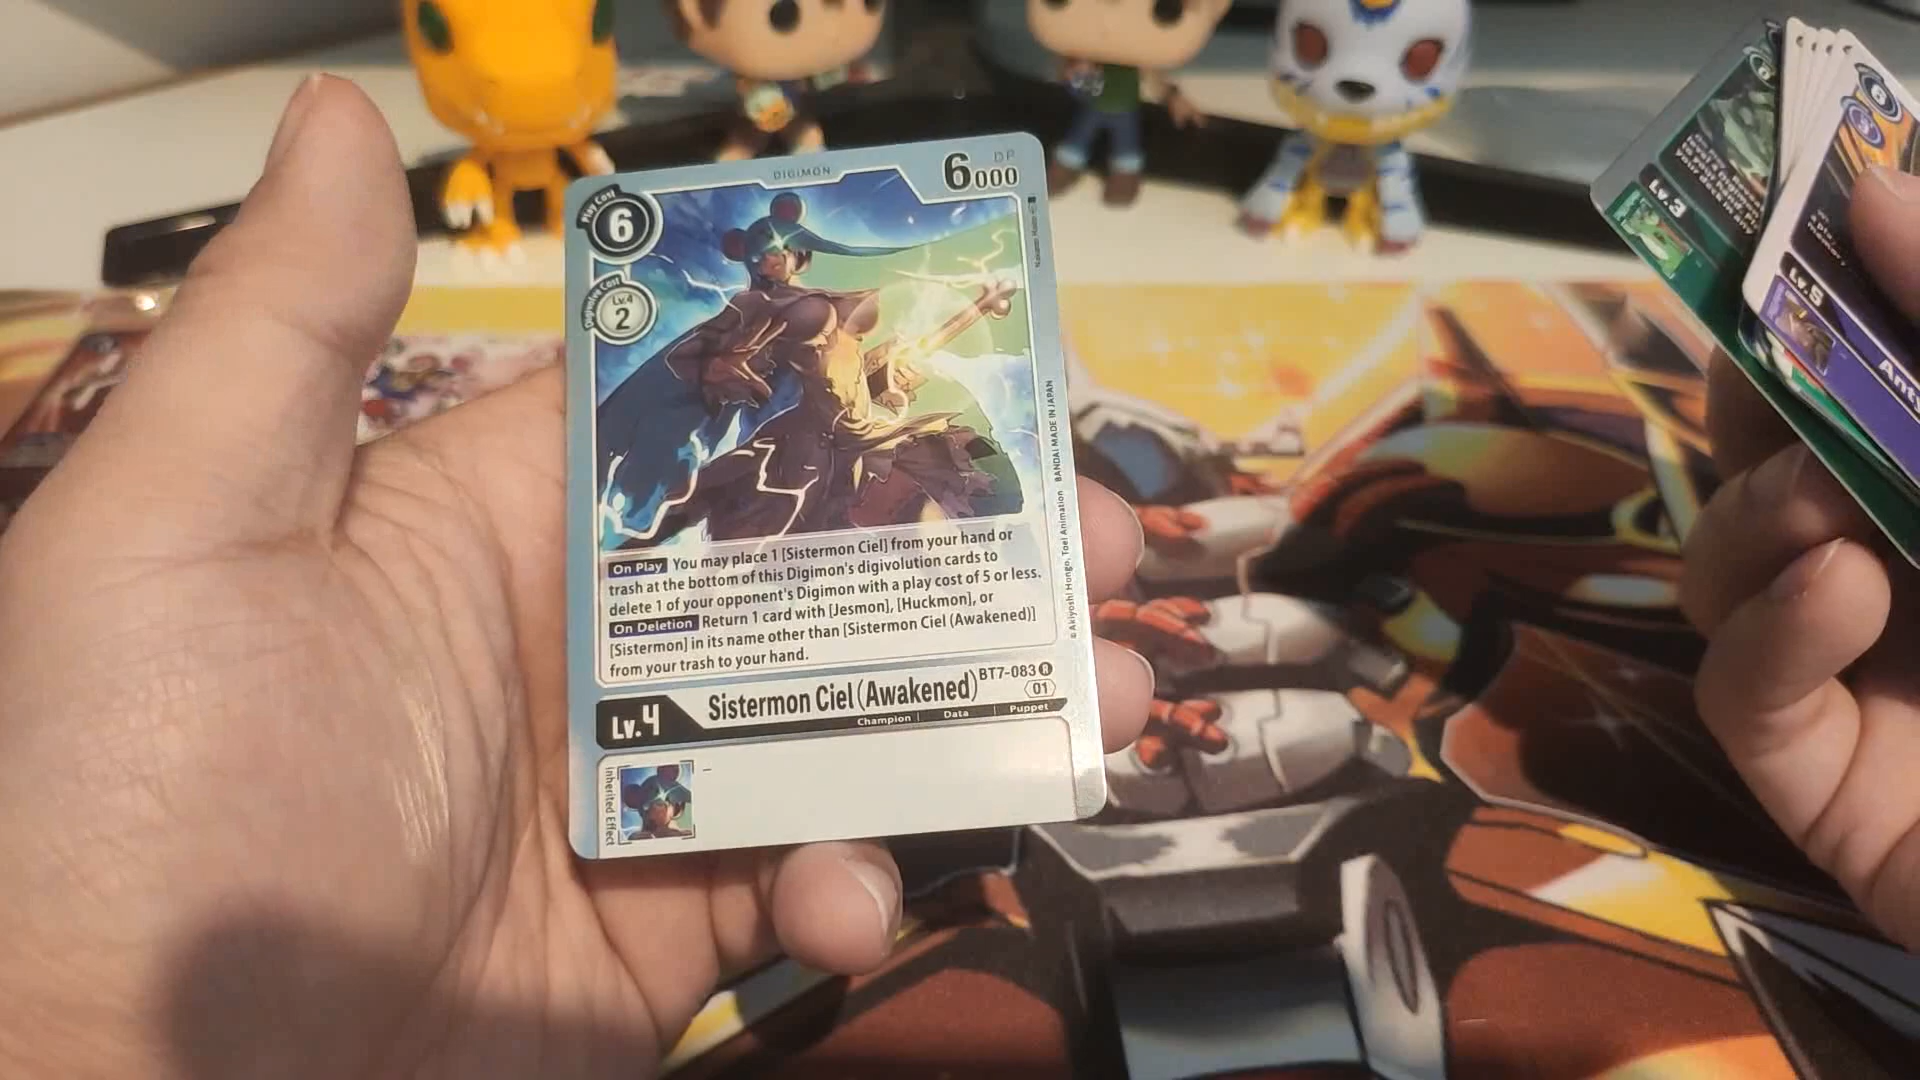 DIGIMON
DP
6000
Play Cost
6
Digivolve Cost
Lv.4
2
On Play You may place 1 [Sistermon Ciel] from your hand or
trash at the bottom of this Digimon's digivolution cards to
delete 1 of your opponent's Digimon with a play cost of 5 or less.
On Deletion Return 1 card with [Jesmon], [Huckmon], or
[Sistermon] in its name other than [Sistermon Ciel (Awakened)]
from your trash to your hand.
BT7-083 R
01
Lv.4
Sistermon Ciel (Awakened)
Champion | Data | Puppet
Inherited Effect
–
©Akiyoshi Hongo, Toei Animation BANDAI MADE IN JAPAN
Lv.3
6
3
Lv.5